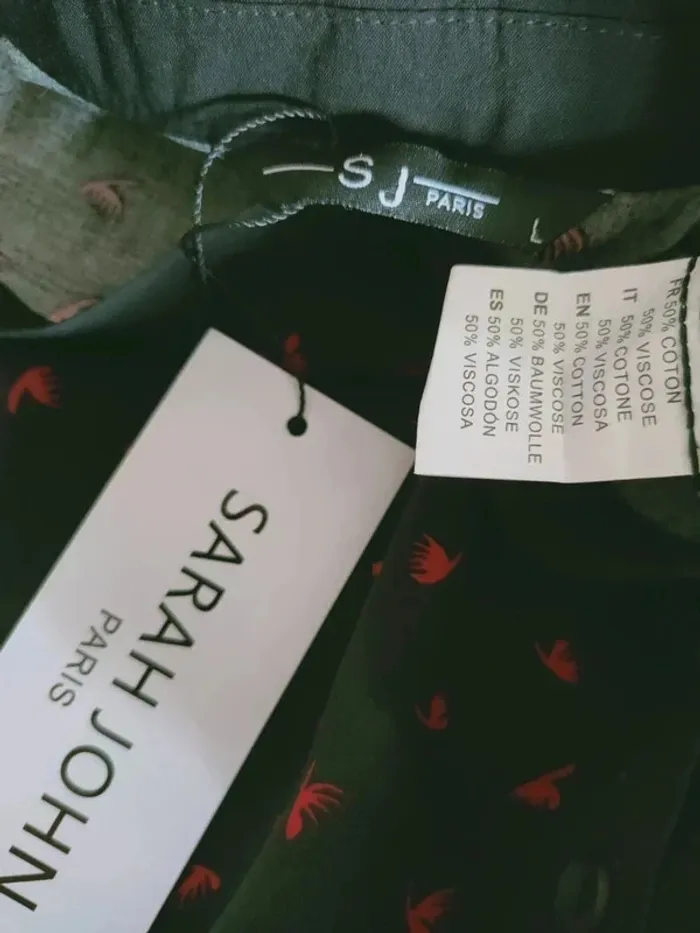 SJ
PARIS
L
FR 50% COTON
50% VISCOSE
IT 50% COTONE
50% VISCOSA
EN 50% COTTON
50% VISCOSE
DE 50% BAUMWOLLE
50% VISKOSE
ES 50% ALGODÓN
50% VISCOSA
SARAH JOHN
PARIS